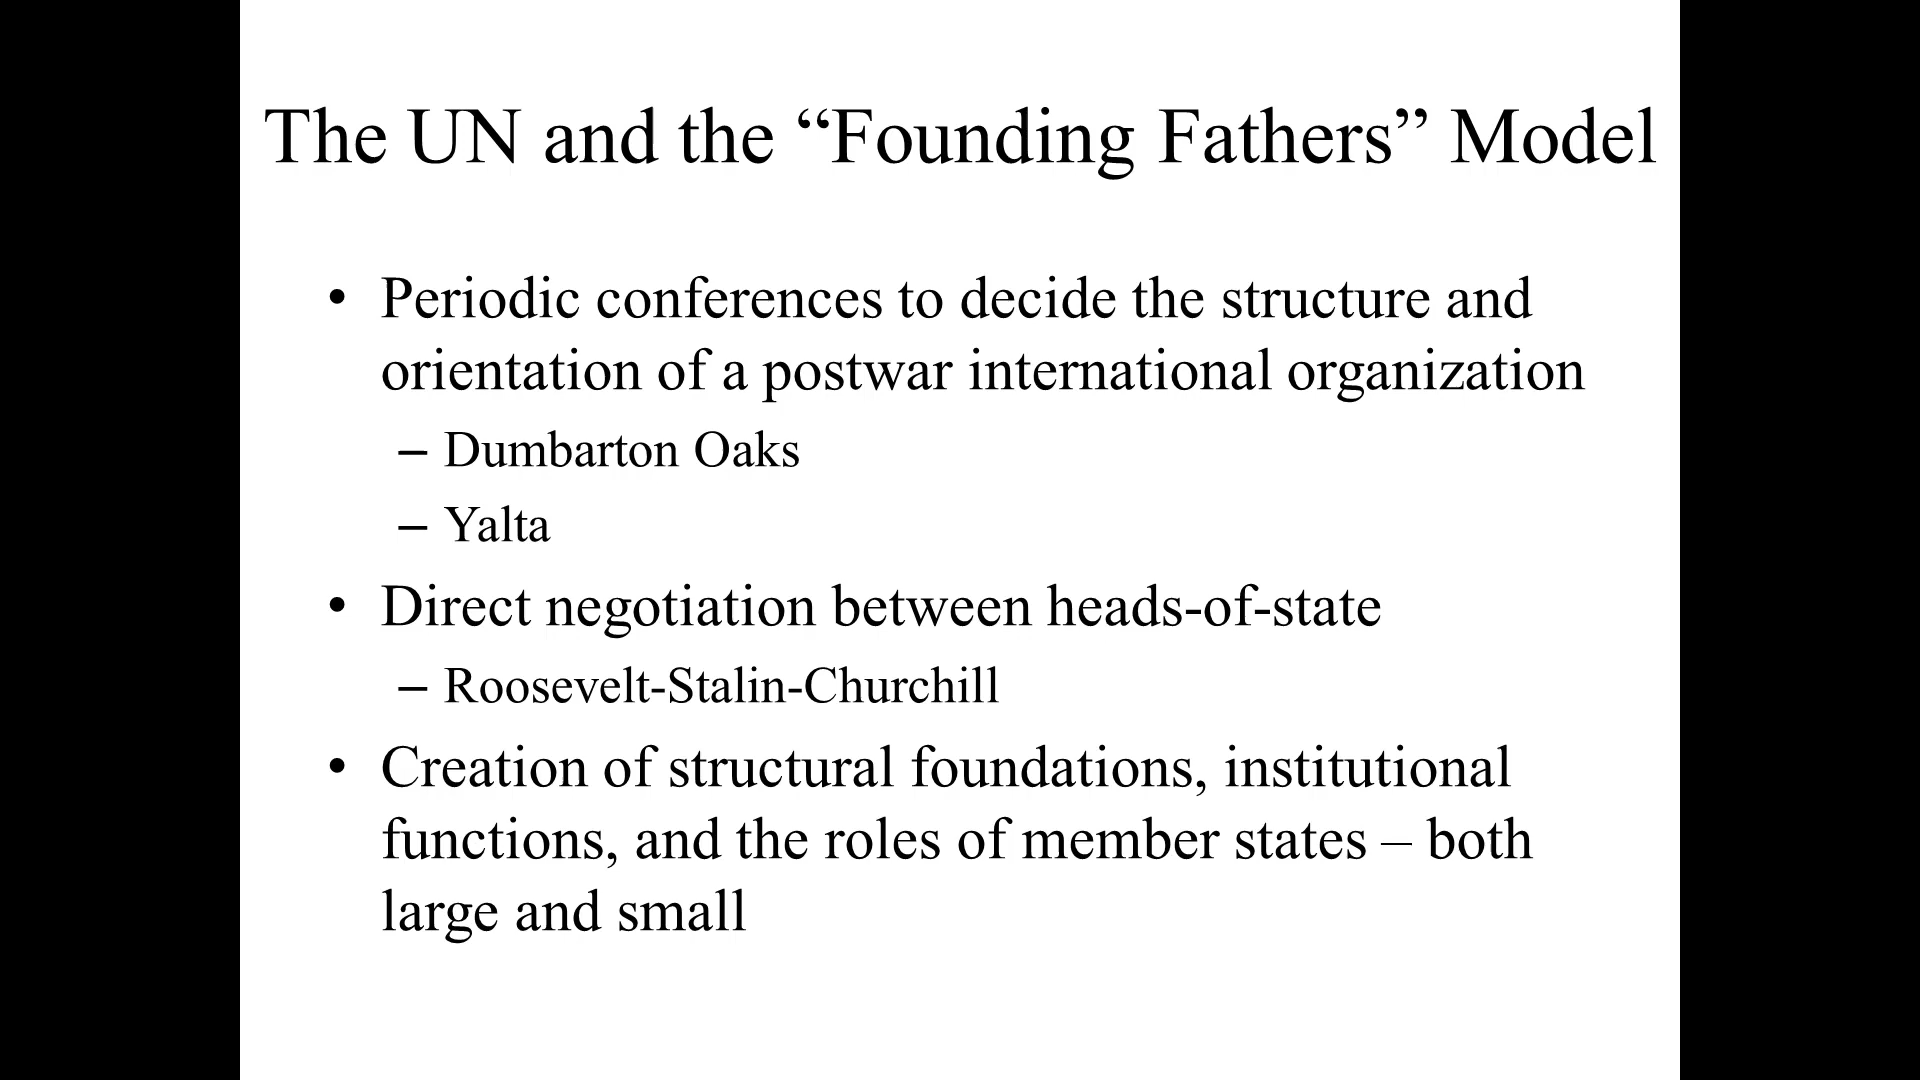 The UN and the “Founding Fathers” Model
• Periodic conferences to decide the structure and
orientation of a postwar international organization
– Dumbarton Oaks
– Yalta
• Direct negotiation between heads-of-state
– Roosevelt-Stalin-Churchill
• Creation of structural foundations, institutional
functions, and the roles of member states – both
large and small